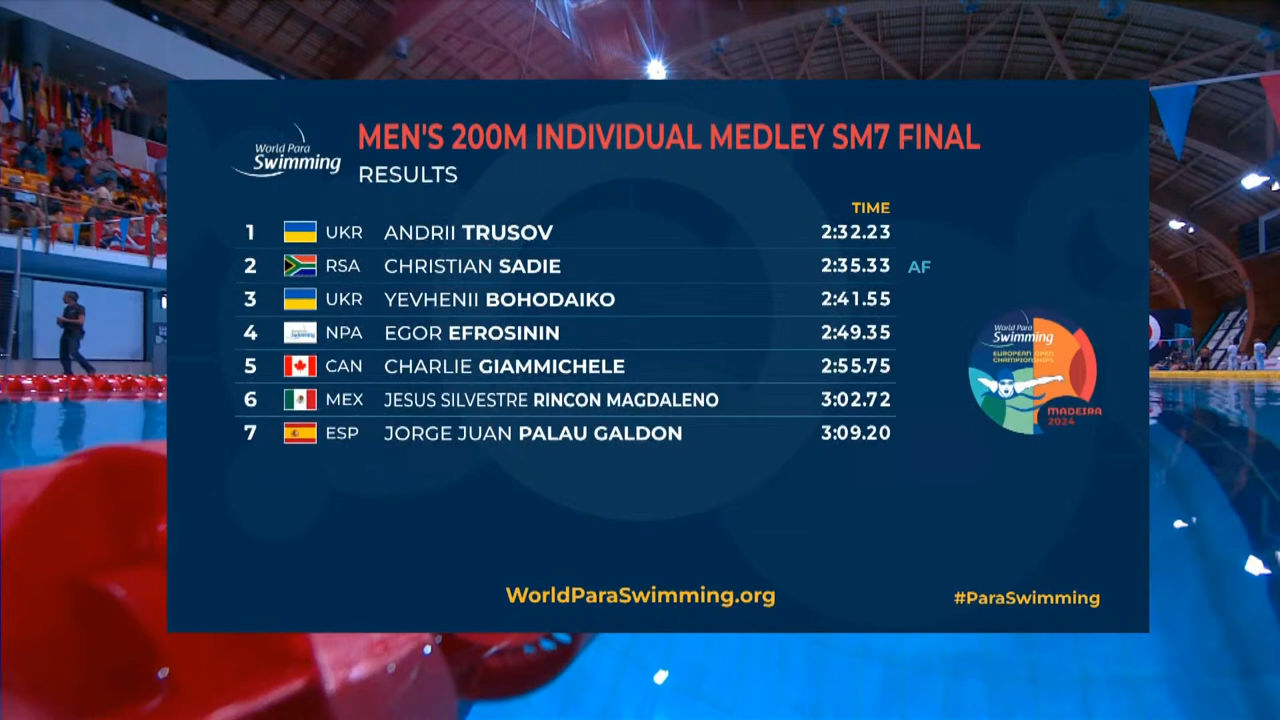 World Para
Swimming
MEN'S 200M INDIVIDUAL MEDLEY SM7 FINAL
RESULTS
TIME
1 UKR ANDRII TRUSOV 2:32.23
2 RSA CHRISTIAN SADIE 2:35.33 AF
3 UKR YEVHENII BOHODAIKO 2:41.55
4 NPA EGOR EFROSININ 2:49.35
5 CAN CHARLIE GIAMMICHELE 2:55.75
6 MEX JESUS SILVESTRE RINCON MAGDALENO 3:02.72
7 ESP JORGE JUAN PALAU GALDON 3:09.20
World Para
Swimming
EUROPEAN OPEN
CHAMPIONSHIPS
MADEIRA
2024
WorldParaSwimming.org
#ParaSwimming